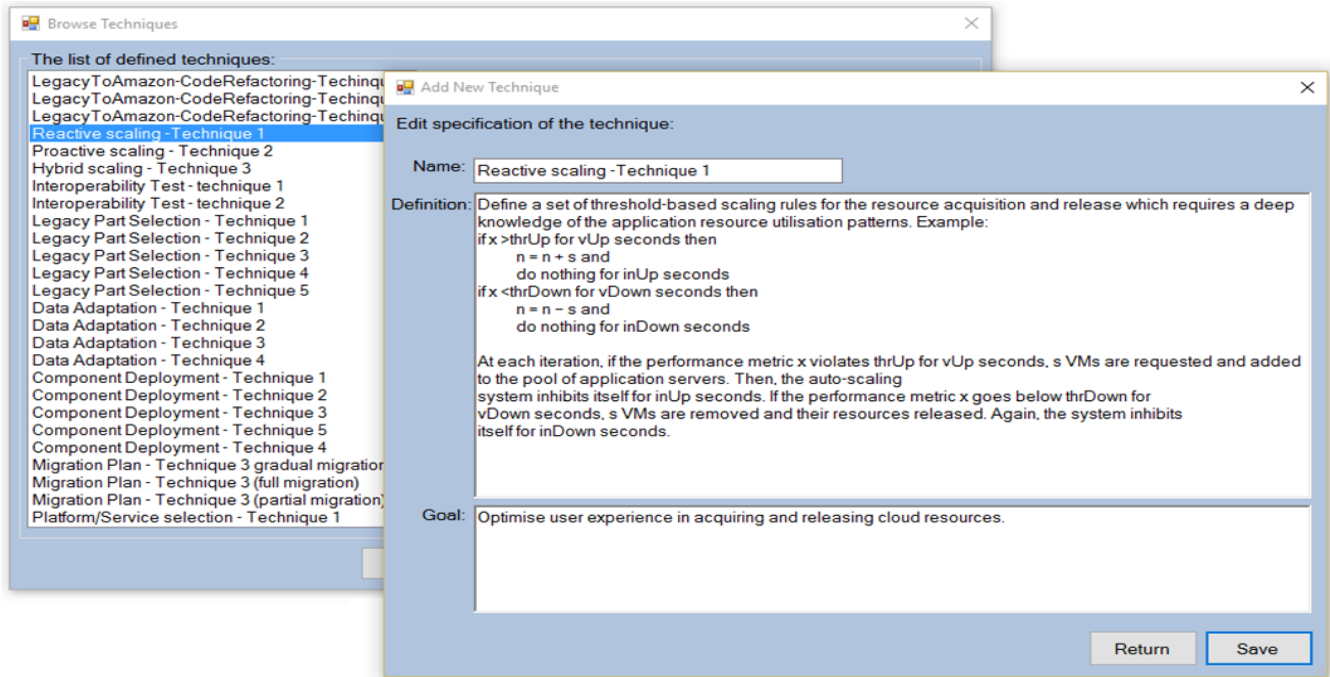 Browse Techniques
The list of defined techniques:
LegacyToAmazon-CodeRefactoring-Techinqu
LegacyToAmazon-CodeRefactoring-Techinqu
LegacyToAmazon-CodeRefactoring-Techinqu
Reactive scaling -Technique 1
Proactive scaling - Technique 2
Hybrid scaling - Technique 3
Interoperability Test - technique 1
Interoperability Test - technique 2
Legacy Part Selection - Technique 1
Legacy Part Selection - Technique 2
Legacy Part Selection - Technique 3
Legacy Part Selection - Technique 4
Legacy Part Selection - Technique 5
Data Adaptation - Technique 1
Data Adaptation - Technique 2
Data Adaptation - Technique 3
Data Adaptation - Technique 4
Component Deployment - Technique 1
Component Deployment - Technique 2
Component Deployment - Technique 3
Component Deployment - Technique 5
Component Deployment - Technique 4
Migration Plan - Technique 3 gradual migration
Migration Plan - Technique 3 (full migration)
Migration Plan - Technique 3 (partial migration)
Platform/Service selection - Technique 1
Add New Technique
Edit specification of the technique:
Name: Reactive scaling -Technique 1
Definition: Define a set of threshold-based scaling rules for the resource acquisition and release which requires a deep
knowledge of the application resource utilisation patterns. Example:
if x >thrUp for vUp seconds then
n = n + s and
do nothing for inUp seconds
if x <thrDown for vDown seconds then
n = n − s and
do nothing for inDown seconds
At each iteration, if the performance metric x violates thrUp for vUp seconds, s VMs are requested and added
to the pool of application servers. Then, the auto-scaling
system inhibits itself for inUp seconds. If the performance metric x goes below thrDown for
vDown seconds, s VMs are removed and their resources released. Again, the system inhibits
itself for inDown seconds.
Goal: Optimise user experience in acquiring and releasing cloud resources.
Return Save